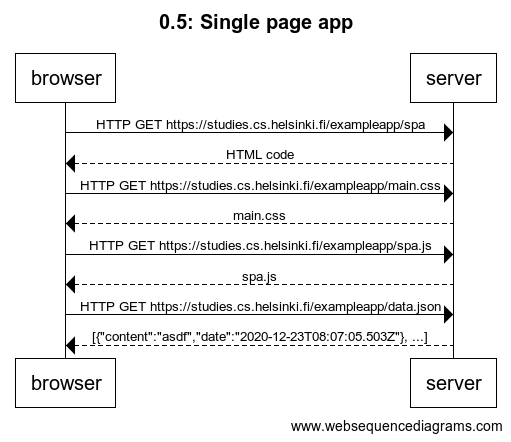 0.5: Single page app
browser server
HTTP GET https://studies.cs.helsinki.fi/exampleapp/spa
HTML code
HTTP GET https://studies.cs.helsinki.fi/exampleapp/main.css
main.css
HTTP GET https://studies.cs.helsinki.fi/exampleapp/spa.js
spa.js
HTTP GET https://studies.cs.helsinki.fi/exampleapp/data.json
[{"content":"asdf","date":"2020-12-23T08:07:05.503Z"}, ...]
browser server
www.websequencediagrams.com